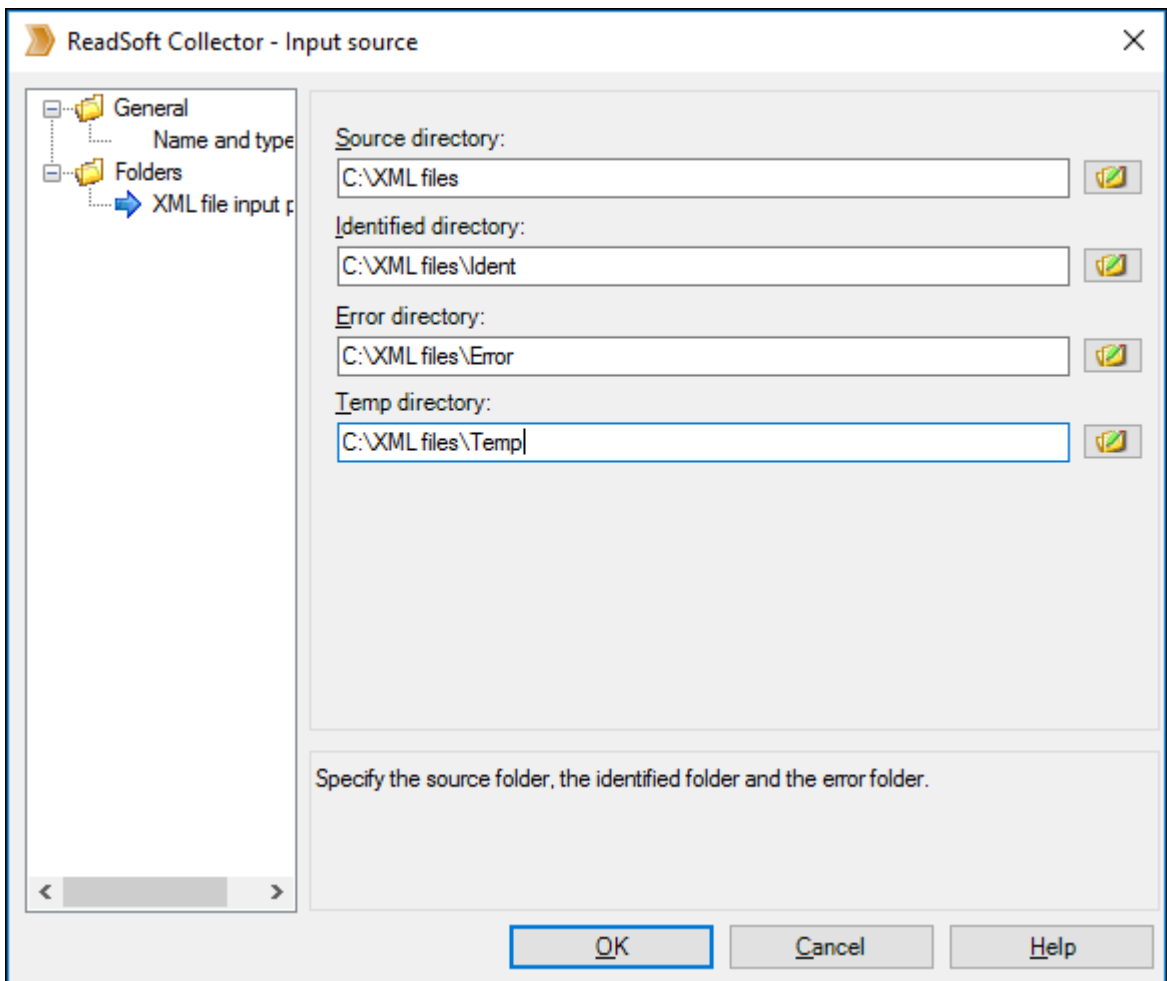 ReadSoft Collector - Input source
General
Name and type
Folders
XML file input p
Source directory:
C:\XML files
Identified directory:
C:\XML files\Ident
Error directory:
C:\XML files\Error
Temp directory:
C:\XML files\Temp
Specify the source folder, the identified folder and the error folder.
OK Cancel Help